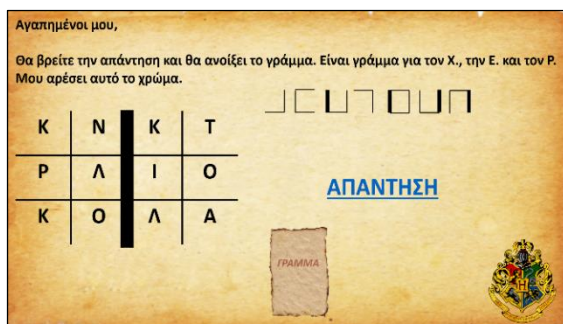 Αγαπημένοι μου,
Θα βρείτε την απάντηση και θα ανοίξει το γράμμα. Είναι γράμμα για τον Χ., την Ε. και τον Ρ.
Μου αρέσει αυτό το χρώμα.
Κ Ν Κ Τ
Ρ Λ Ι Ο
Κ Ο Λ Α
ΑΠΑΝΤΗΣΗ
ΓΡΑΜΜΑ